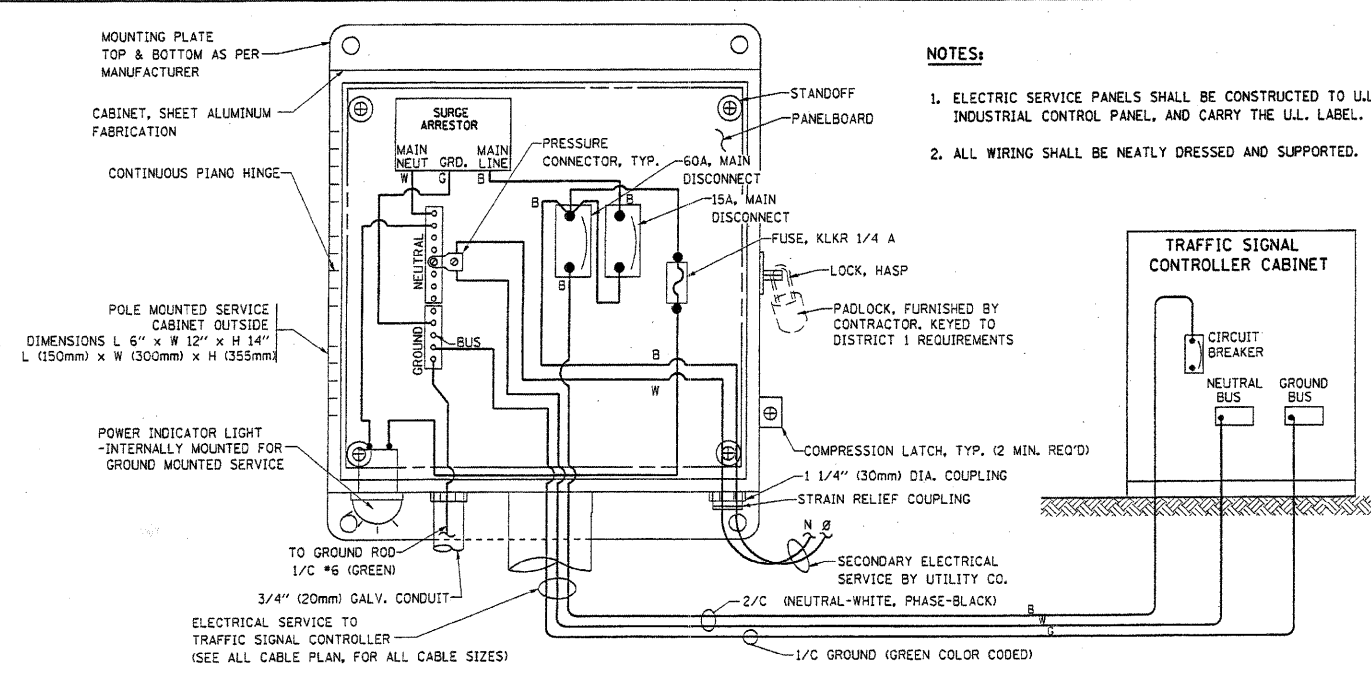 MOUNTING PLATE
TOP & BOTTOM AS PER
MANUFACTURER
CABINET, SHEET ALUMINUM
FABRICATION
CONTINUOUS PIANO HINGE
POLE MOUNTED SERVICE
CABINET OUTSIDE
DIMENSIONS L 6" x W 12" x H 14"
L (150mm) x W (300mm) x H (355mm)
POWER INDICATOR LIGHT
-INTERNALLY MOUNTED FOR
GROUND MOUNTED SERVICE
SURGE
ARRESTOR
MAIN
NEUT
GRD.
MAIN
LINE
W
G
B
PRESSURE
CONNECTOR, TYP.
60A, MAIN
DISCONNECT
15A, MAIN
DISCONNECT
B
B
B
NEUTRAL
GROUND
BUS
FUSE, KLKR 1/4 A
STANDOFF
PANELBOARD
LOCK, HASP
PADLOCK, FURNISHED BY
CONTRACTOR. KEYED TO
DISTRICT 1 REQUIREMENTS
B
W
COMPRESSION LATCH, TYP. (2 MIN. REQ'D)
1 1/4" (30mm) DIA. COUPLING
STRAIN RELIEF COUPLING
N Ø
SECONDARY ELECTRICAL
SERVICE BY UTILITY CO.
TO GROUND ROD
1/C #6 (GREEN)
3/4" (20mm) GALV. CONDUIT
ELECTRICAL SERVICE TO
TRAFFIC SIGNAL CONTROLLER
(SEE ALL CABLE PLAN, FOR ALL CABLE SIZES)
2/C (NEUTRAL-WHITE, PHASE-BLACK)
B
W
G
1/C GROUND (GREEN COLOR CODED)
NOTES:
1. ELECTRIC SERVICE PANELS SHALL BE CONSTRUCTED TO U.L
INDUSTRIAL CONTROL PANEL, AND CARRY THE U.L. LABEL.
2. ALL WIRING SHALL BE NEATLY DRESSED AND SUPPORTED.
TRAFFIC SIGNAL
CONTROLLER CABINET
CIRCUIT
BREAKER
NEUTRAL
BUS
GROUND
BUS